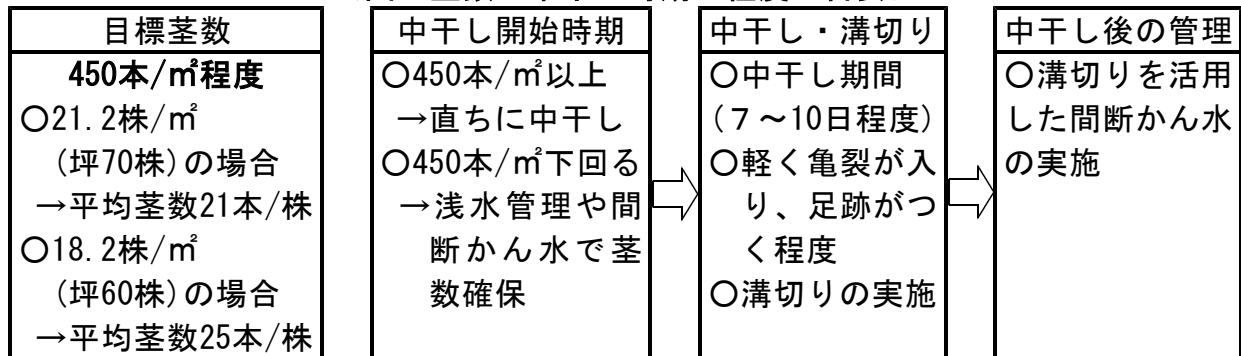 目標茎数
450本/㎡程度
〇21.2株/㎡
(坪70株)の場合
→平均茎数21本/株
〇18.2株/㎡
(坪60株)の場合
→平均茎数25本/株
中干し開始時期
〇450本/㎡以上
→直ちに中干し
〇450本/㎡下回る
→浅水管理や間
断かん水で茎
数確保
中干し・溝切り
〇中干し期間
(7～10日程度)
〇軽く亀裂が入
り、足跡がつ
く程度
〇溝切りの実施
中干し後の管理
〇溝切りを活用
した間断かん水
の実施